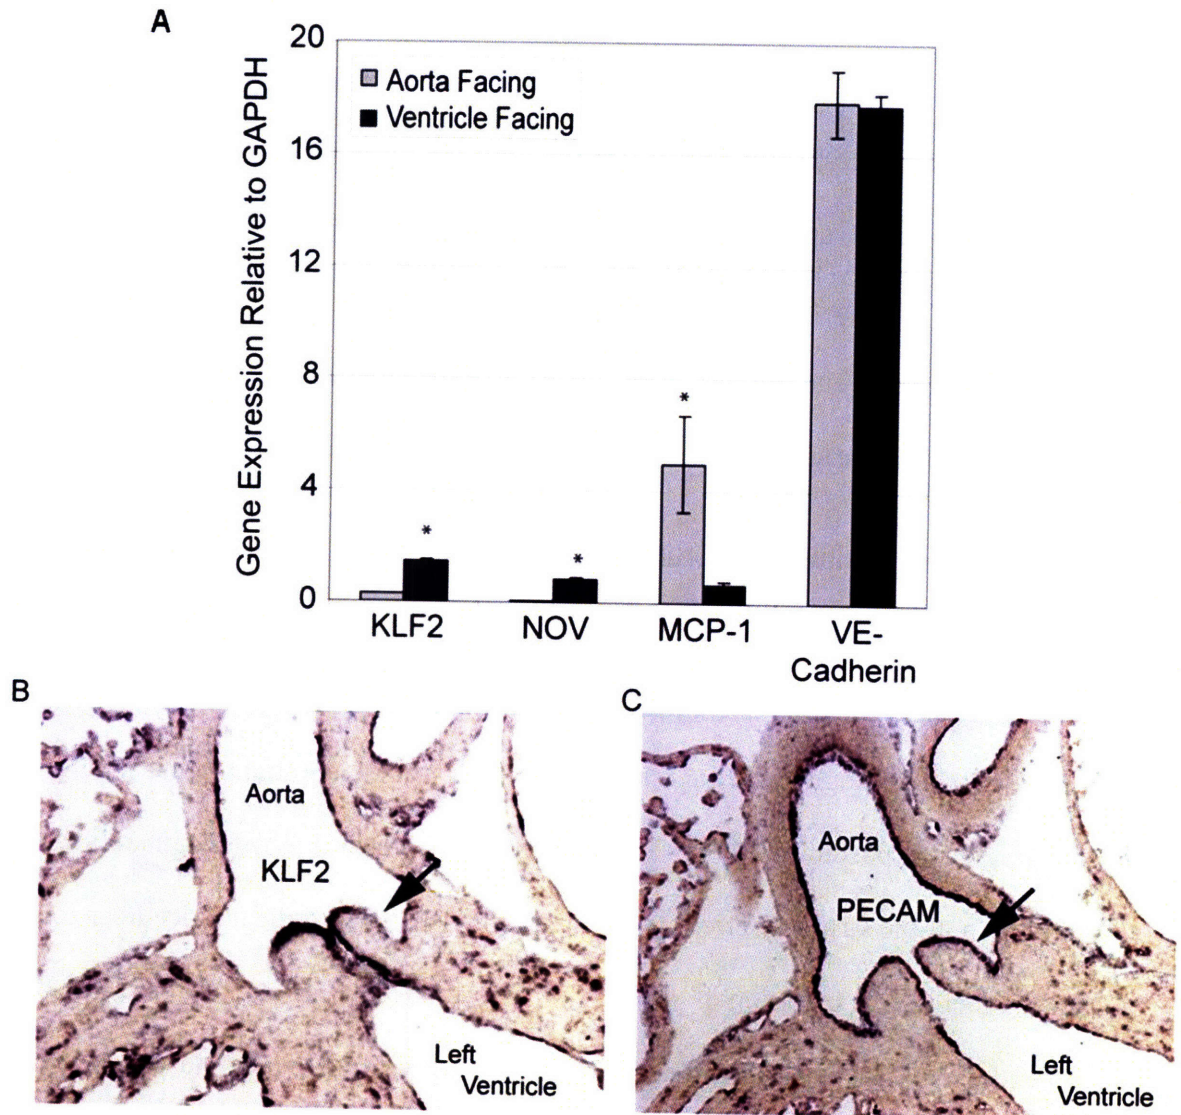 A
Gene Expression Relative to GAPDH
20
16
12
8
4
0
Aorta Facing
Ventricle Facing
*
*
*
KLF2
NOV
MCP-1
VE-
Cadherin
B
Aorta
KLF2
Left
Ventricle
C
Aorta
PECAM
Left
Ventricle